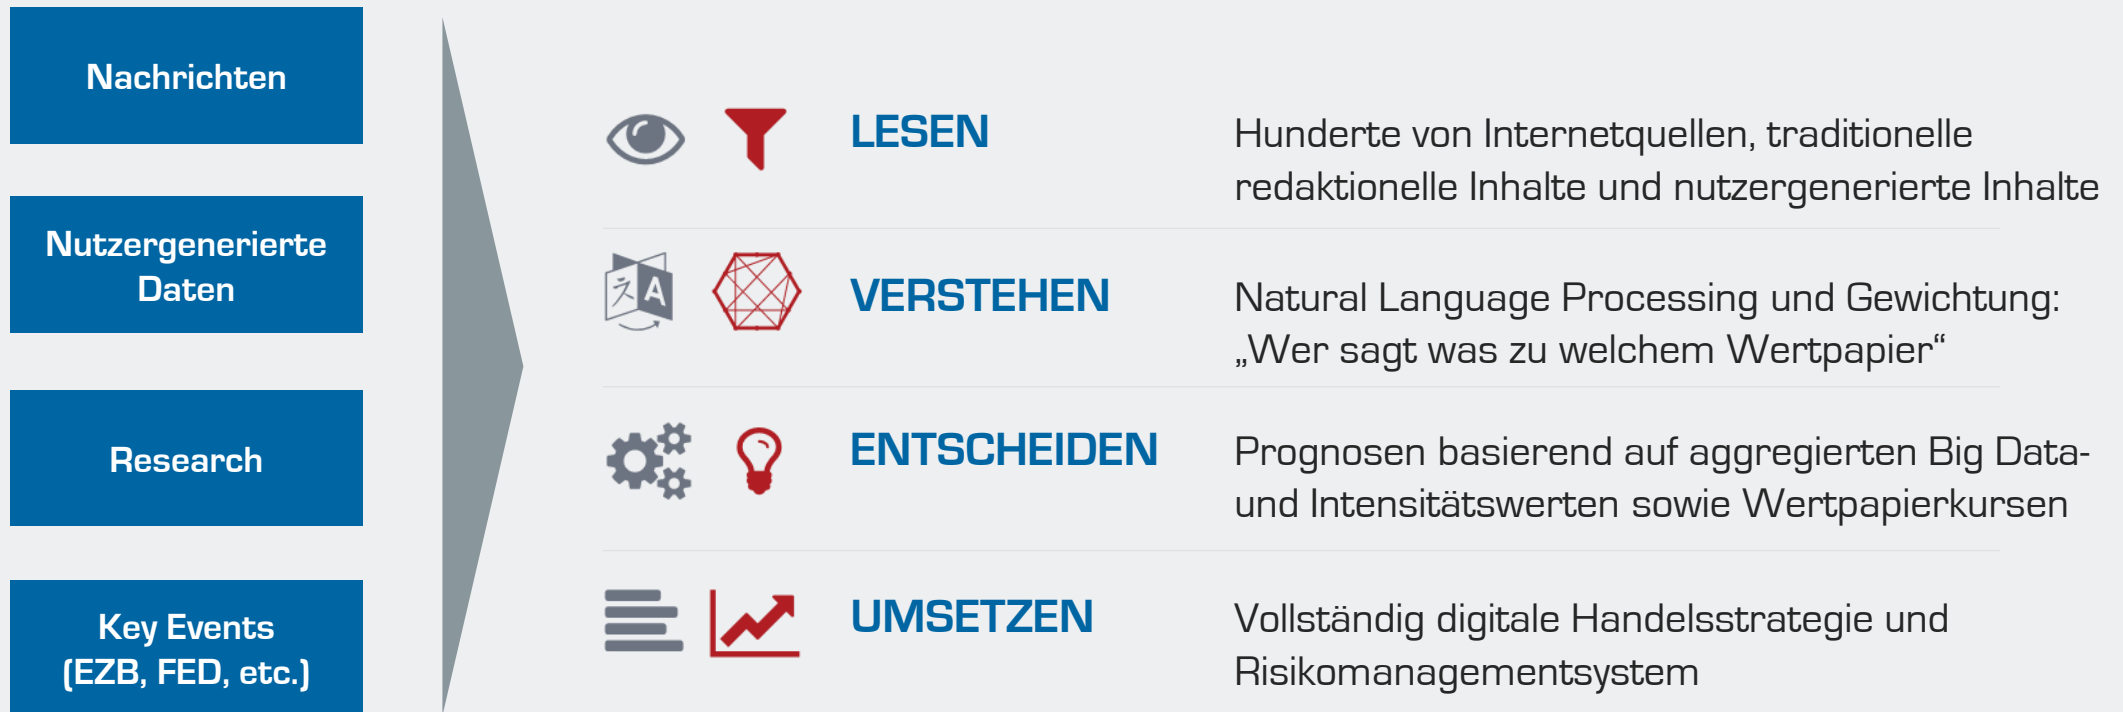 Nachrichten
Nutzergenerierte
Daten
Research
Key Events
(EZB, FED, etc.)
LESEN
Hunderte von Internetquellen, traditionelle
redaktionelle Inhalte und nutzergenerierte Inhalte
VERSTEHEN
Natural Language Processing und Gewichtung:
„Wer sagt was zu welchem Wertpapier“
ENTSCHEIDEN
Prognosen basierend auf aggregierten Big Data-
und Intensitätswerten sowie Wertpapierkursen
UMSETZEN
Vollständig digitale Handelsstrategie und
Risikomanagementsystem